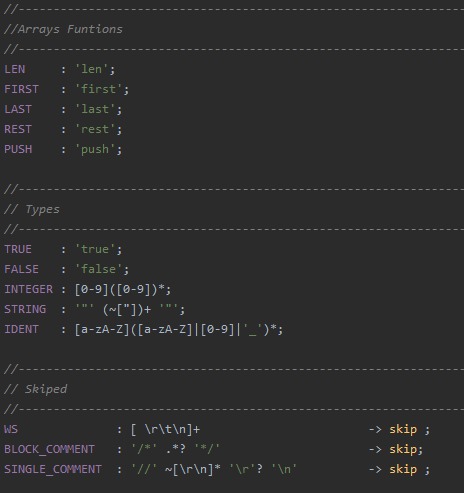 //----------------------------------------------------------------
//Arrays Funtions
//----------------------------------------------------------------
LEN     : 'len';
FIRST   : 'first';
LAST    : 'last';
REST    : 'rest';
PUSH    : 'push';
//----------------------------------------------------------------
// Types
//----------------------------------------------------------------
TRUE    : 'true';
FALSE   : 'false';
INTEGER : [0-9]([0-9])*;
STRING  : '"' (~["])+ '"';
IDENT   : [a-zA-Z]([a-zA-Z]|[0-9]|'_')*;
//----------------------------------------------------------------
// Skiped
//----------------------------------------------------------------
WS              : [ \r\t\n]+                        -> skip ;
BLOCK_COMMENT   : '/*' .*? '*/'                     -> skip;
SINGLE_COMMENT  : '//' ~[\r\n]* '\r'? '\n'          -> skip ;